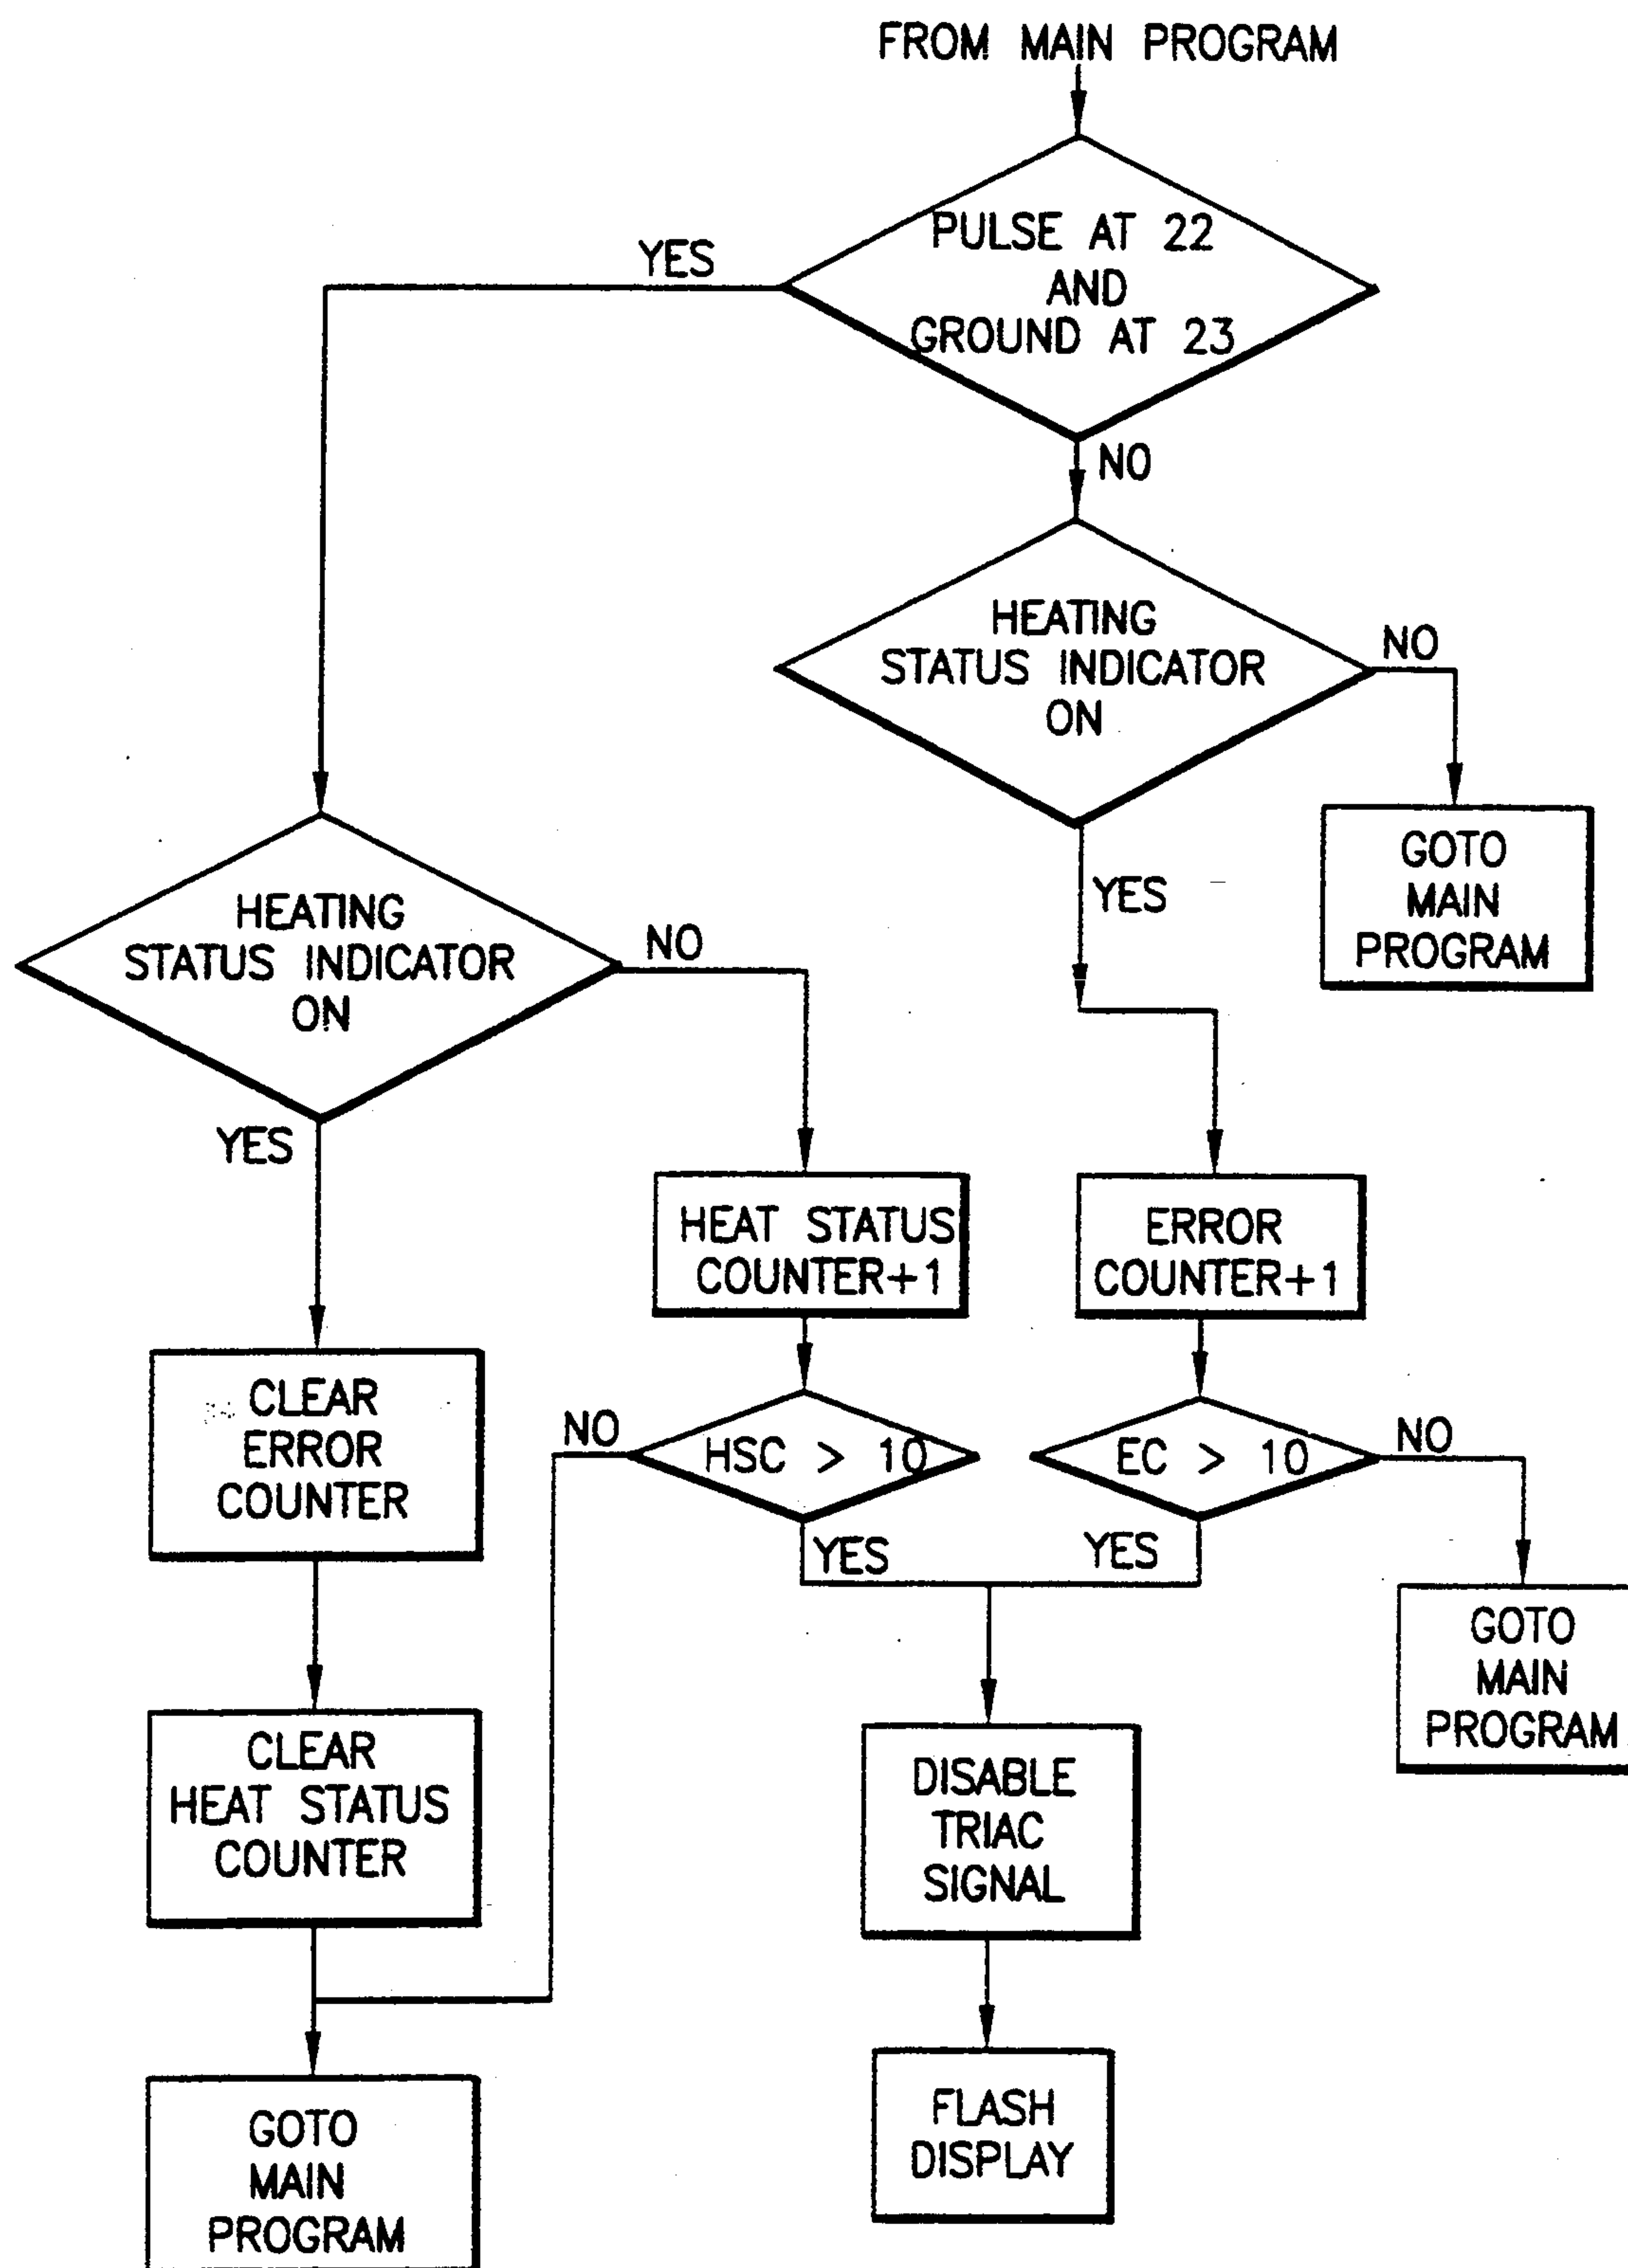 FROM MAIN PROGRAM
PULSE AT 22
AND
GROUND AT 23
YES
NO
HEATING
STATUS INDICATOR
ON
NO
YES
GOTO
MAIN
PROGRAM
HEATING
STATUS INDICATOR
ON
NO
YES
HEAT STATUS
COUNTER+1
ERROR
COUNTER+1
CLEAR
ERROR
COUNTER
NO
HSC > 10
YES
EC > 10
NO
YES
GOTO
MAIN
PROGRAM
CLEAR
HEAT STATUS
COUNTER
DISABLE
TRIAC
SIGNAL
GOTO
MAIN
PROGRAM
FLASH
DISPLAY